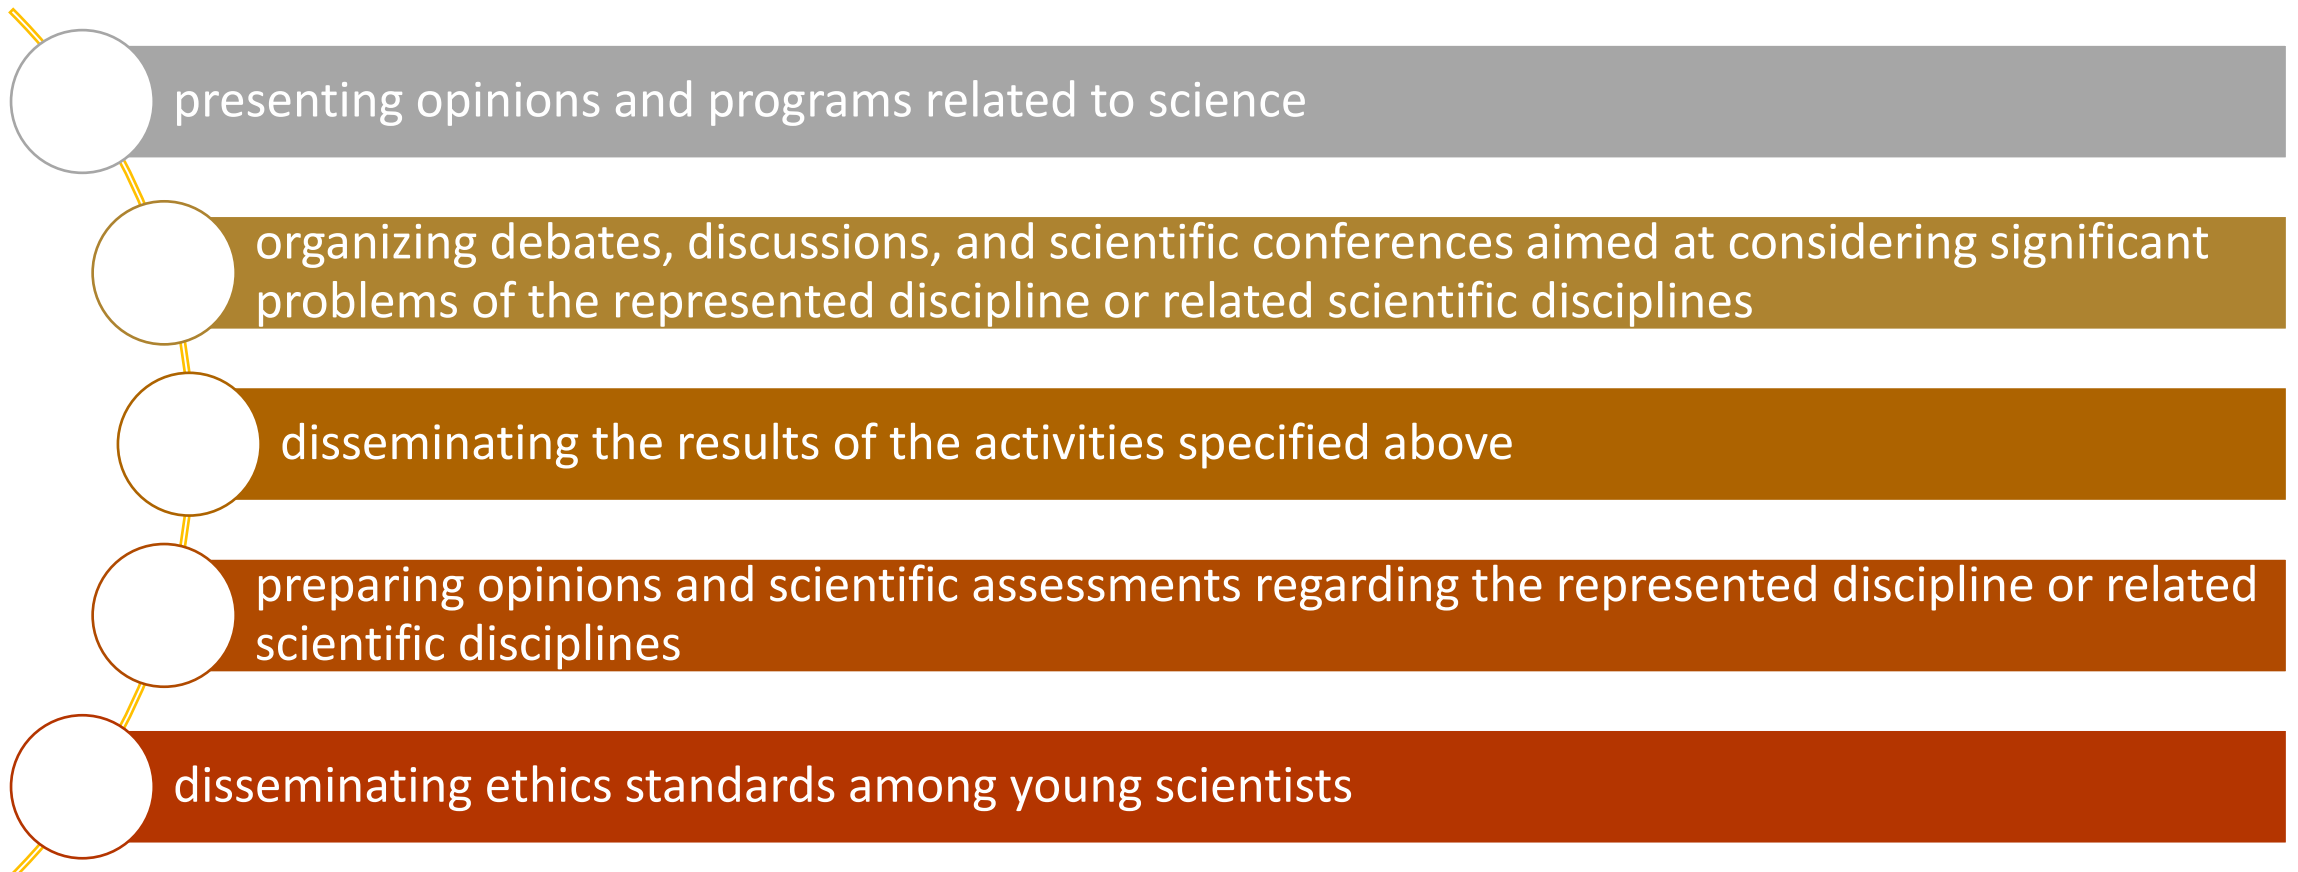 presenting opinions and programs related to science
organizing debates, discussions, and scientific conferences aimed at considering significant
problems of the represented discipline or related scientific disciplines
disseminating the results of the activities specified above
preparing opinions and scientific assessments regarding the represented discipline or related
scientific disciplines
disseminating ethics standards among young scientists